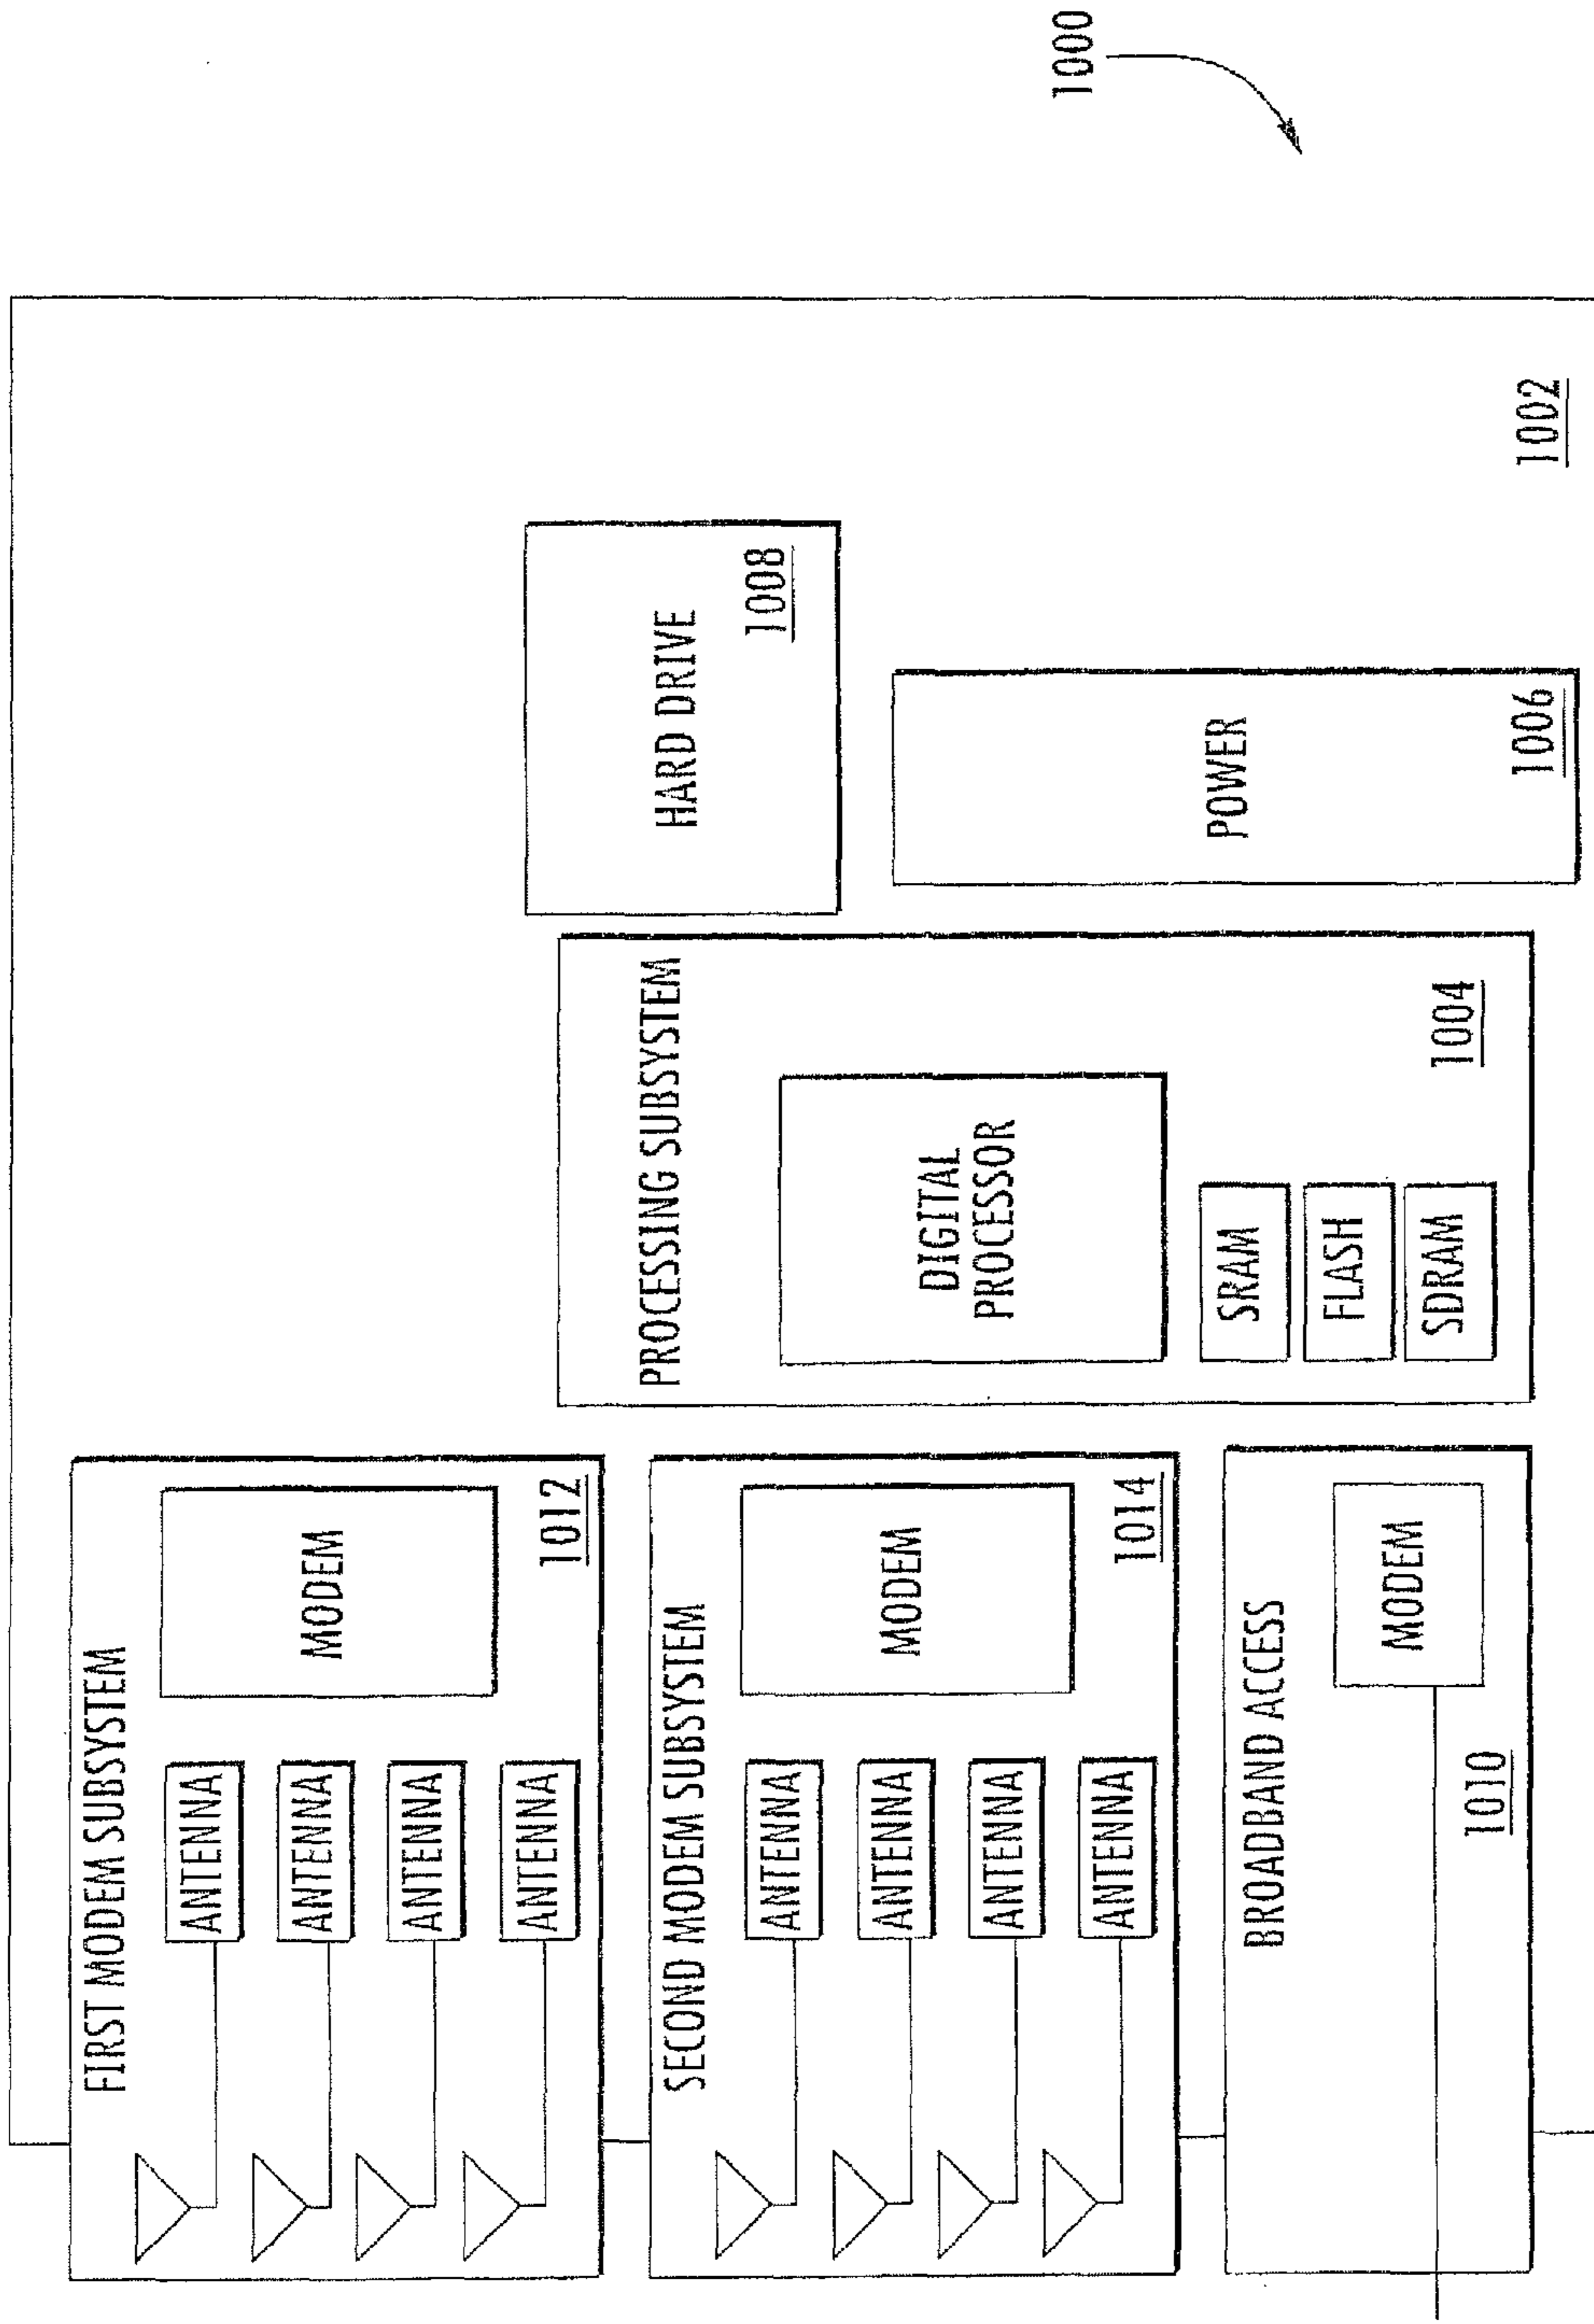 FIRST MODEM SUBSYSTEM
ANTENNA
ANTENNA
ANTENNA
ANTENNA
MODEM
1012
SECOND MODEM SUBSYSTEM
ANTENNA
ANTENNA
ANTENNA
ANTENNA
MODEM
1014
BROADBAND ACCESS
MODEM
1010
PROCESSING SUBSYSTEM
DIGITAL
PROCESSOR
SRAM
FLASH
SDRAM
1004
HARD DRIVE
1008
POWER
1006
1002
1000